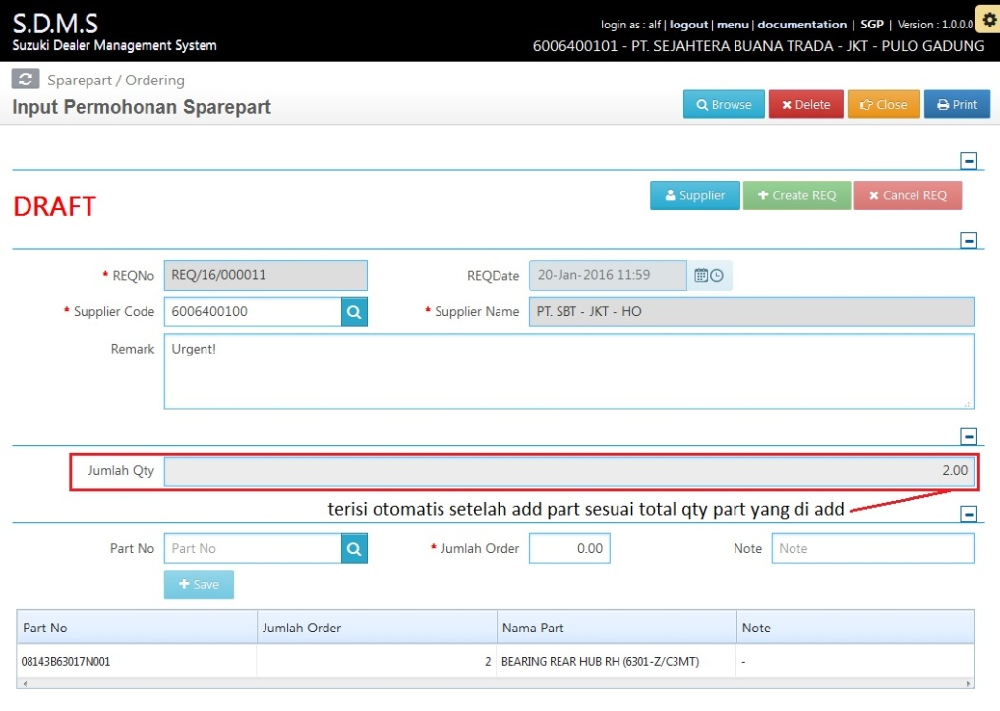 S.D.M.S
Suzuki Dealer Management System
login as : alf | logout | menu | documentation | SGP | Version : 1.0.0.0
6006400101 - PT. SEJAHTERA BUANA TRADA - JKT - PULO GADUNG
Sparepart / Ordering
Input Permohonan Sparepart
Browse Delete Close Print
DRAFT
Supplier Create REQ Cancel REQ
* REQNo REQ/16/000011 REQDate 20-Jan-2016 11:59
* Supplier Code 6006400100 * Supplier Name PT. SBT - JKT - HO
Remark Urgent!
Jumlah Qty 2.00
terisi otomatis setelah add part sesuai total qty part yang di add
Part No Part No * Jumlah Order 0.00 Note Note
+ Save
Part No Jumlah Order Nama Part Note
08143B63017N001 2 BEARING REAR HUB RH (6301-Z/C3MT) -